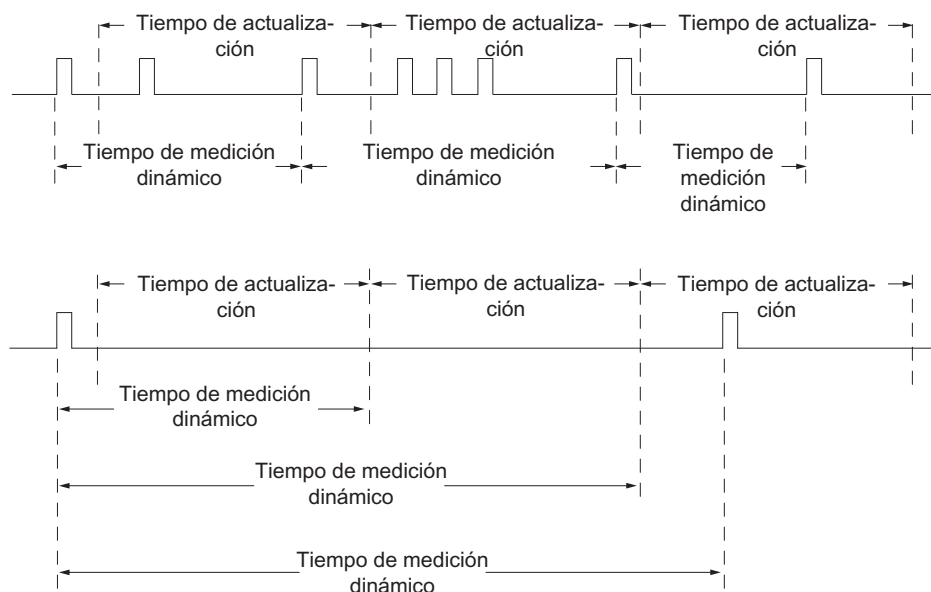 Tiempo de actualiza-
ción
Tiempo de actualiza-
ción
Tiempo de actualiza-
ción
Tiempo de medición
dinámico
Tiempo de medición
dinámico
Tiempo de
medición
dinámico
Tiempo de actualiza-
ción
Tiempo de actualiza-
ción
Tiempo de actualiza-
ción
Tiempo de medición
dinámico
Tiempo de medición
dinámico
Tiempo de medición
dinámico